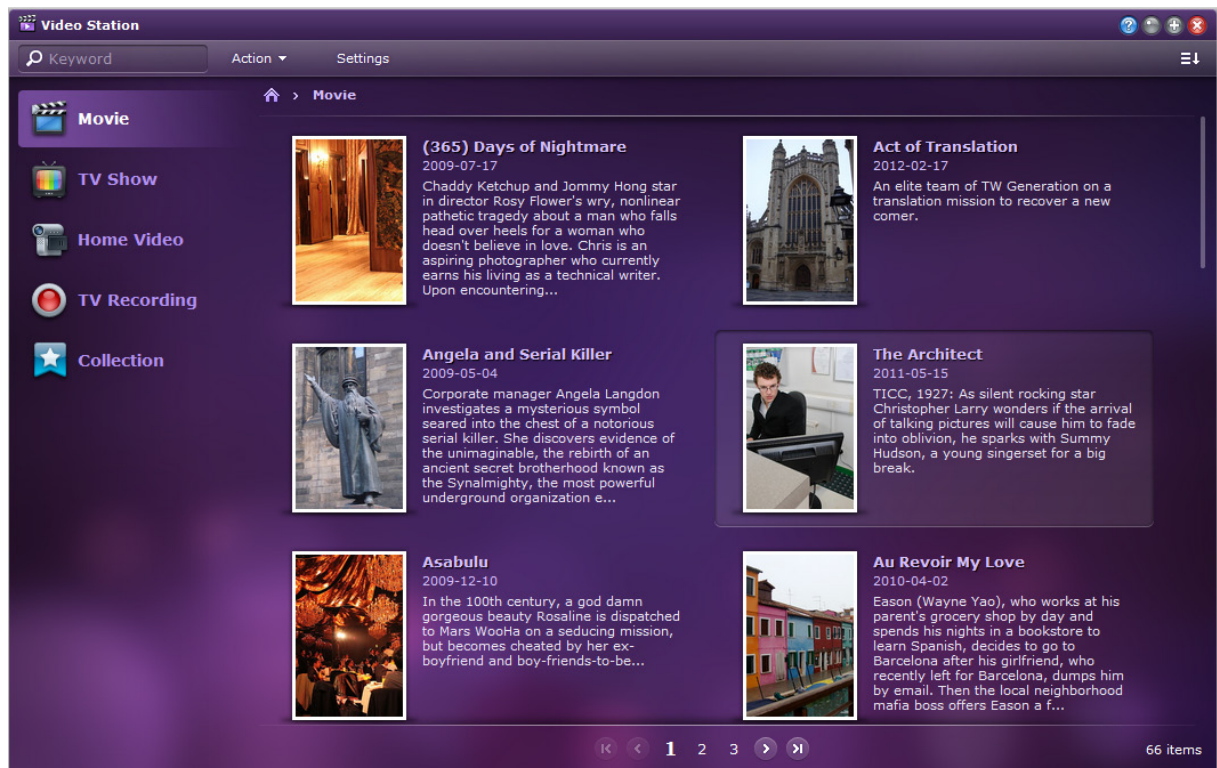 Video Station
Keyword
Action
Settings
Movie
TV Show
Home Video
TV Recording
Collection
› Movie
(365) Days of Nightmare
2009-07-17
Chaddy Ketchup and Jommy Hong star
in director Rosy Flower's wry, nonlinear
pathetic tragedy about a man who falls
head over heels for a woman who
doesn't believe in love. Chris is an
aspiring photographer who currently
earns his living as a technical writer.
Upon encountering...
Act of Translation
2012-02-17
An elite team of TW Generation on a
translation mission to recover a new
comer.
Angela and Serial Killer
2009-05-04
Corporate manager Angela Langdon
investigates a mysterious symbol
seared into the chest of a notorious
serial killer. She discovers evidence of
the unimaginable, the rebirth of an
ancient secret brotherhood known as
the Synalmighty, the most powerful
underground organization e...
The Architect
2011-05-15
TICC, 1927: As silent rocking star
Christopher Larry wonders if the arrival
of talking pictures will cause him to fade
into oblivion, he sparks with Summy
Hudson, a young singerset for a big
break.
Asabulu
2009-12-10
In the 100th century, a god damn
gorgeous beauty Rosaline is dispatched
to Mars WooHa on a seducing mission,
but becomes cheated by her ex-
boyfriend and boy-friends-to-be...
Au Revoir My Love
2010-04-02
Eason (Wayne Yao), who works at his
parent's grocery shop by day and
spends his nights in a bookstore to
learn Spanish, decides to go to
Barcelona after his girlfriend, who
recently left for Barcelona, dumps him
by email. Then the local neighborhood
mafia boss offers Eason a f...
1 2 3
66 items